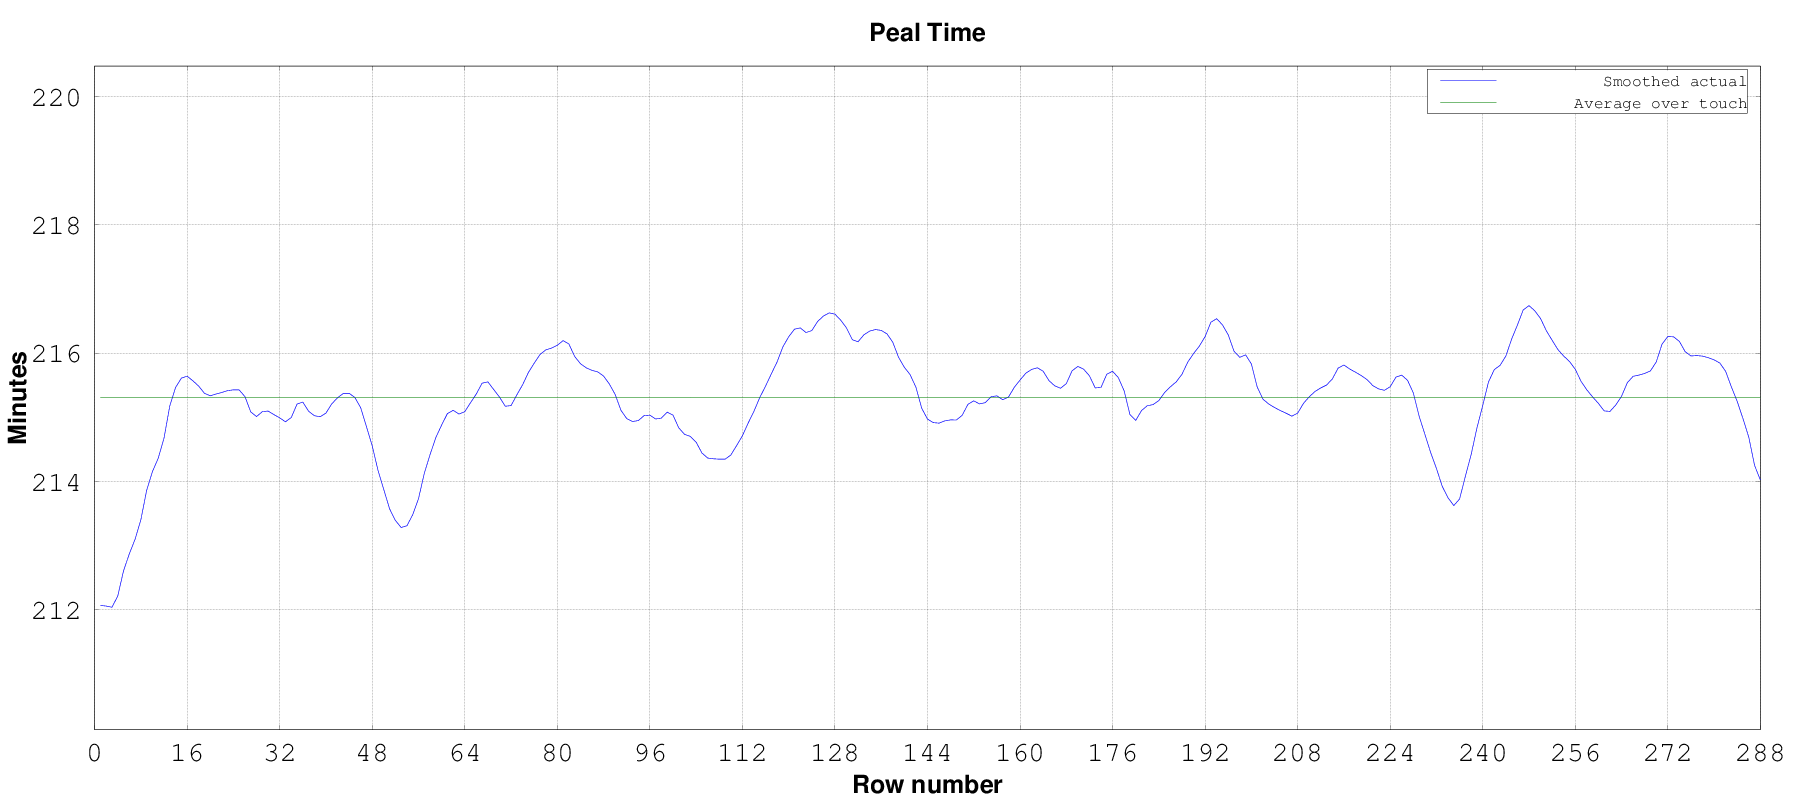 Peal Time
Smoothed actual
Average over touch
220
218
216
214
212
Minutes
0 16 32 48 64 80 96 112 128 144 160 176 192 208 224 240 256 272 288
Row number